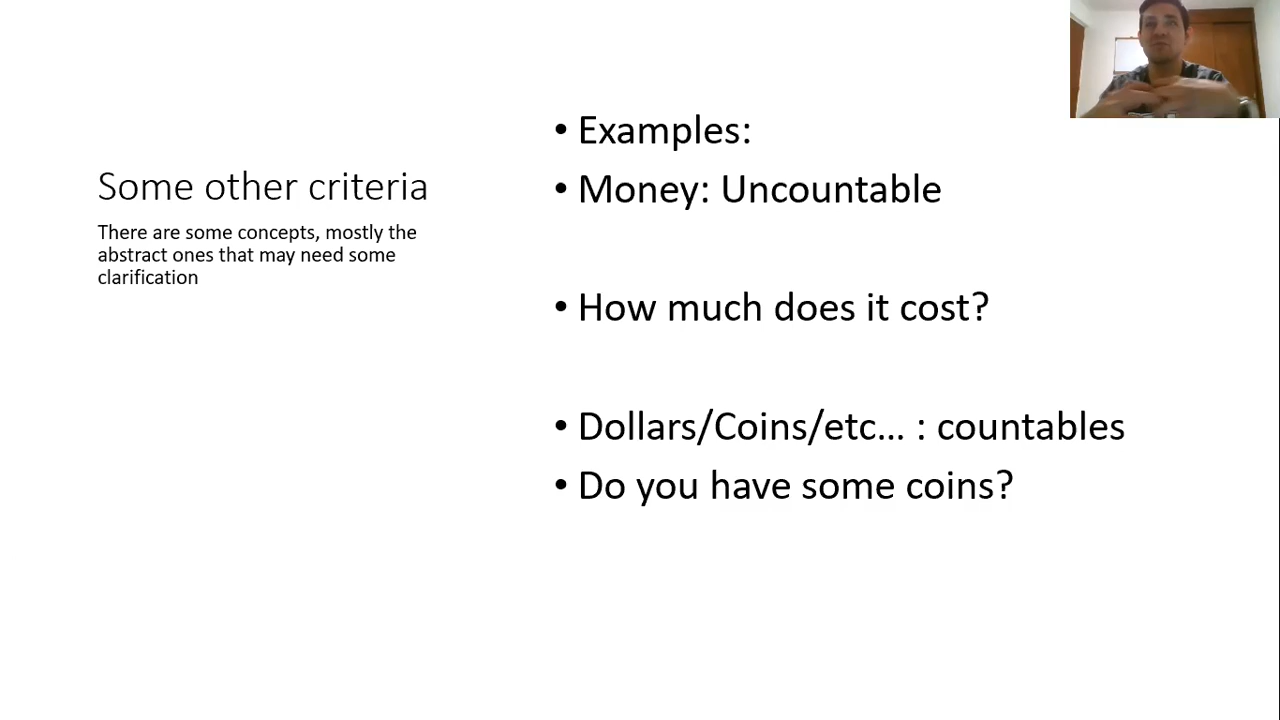 Some other criteria
There are some concepts, mostly the
abstract ones that may need some
clarification
• Examples:
• Money: Uncountable
• How much does it cost?
• Dollars/Coins/etc... : countables
• Do you have some coins?